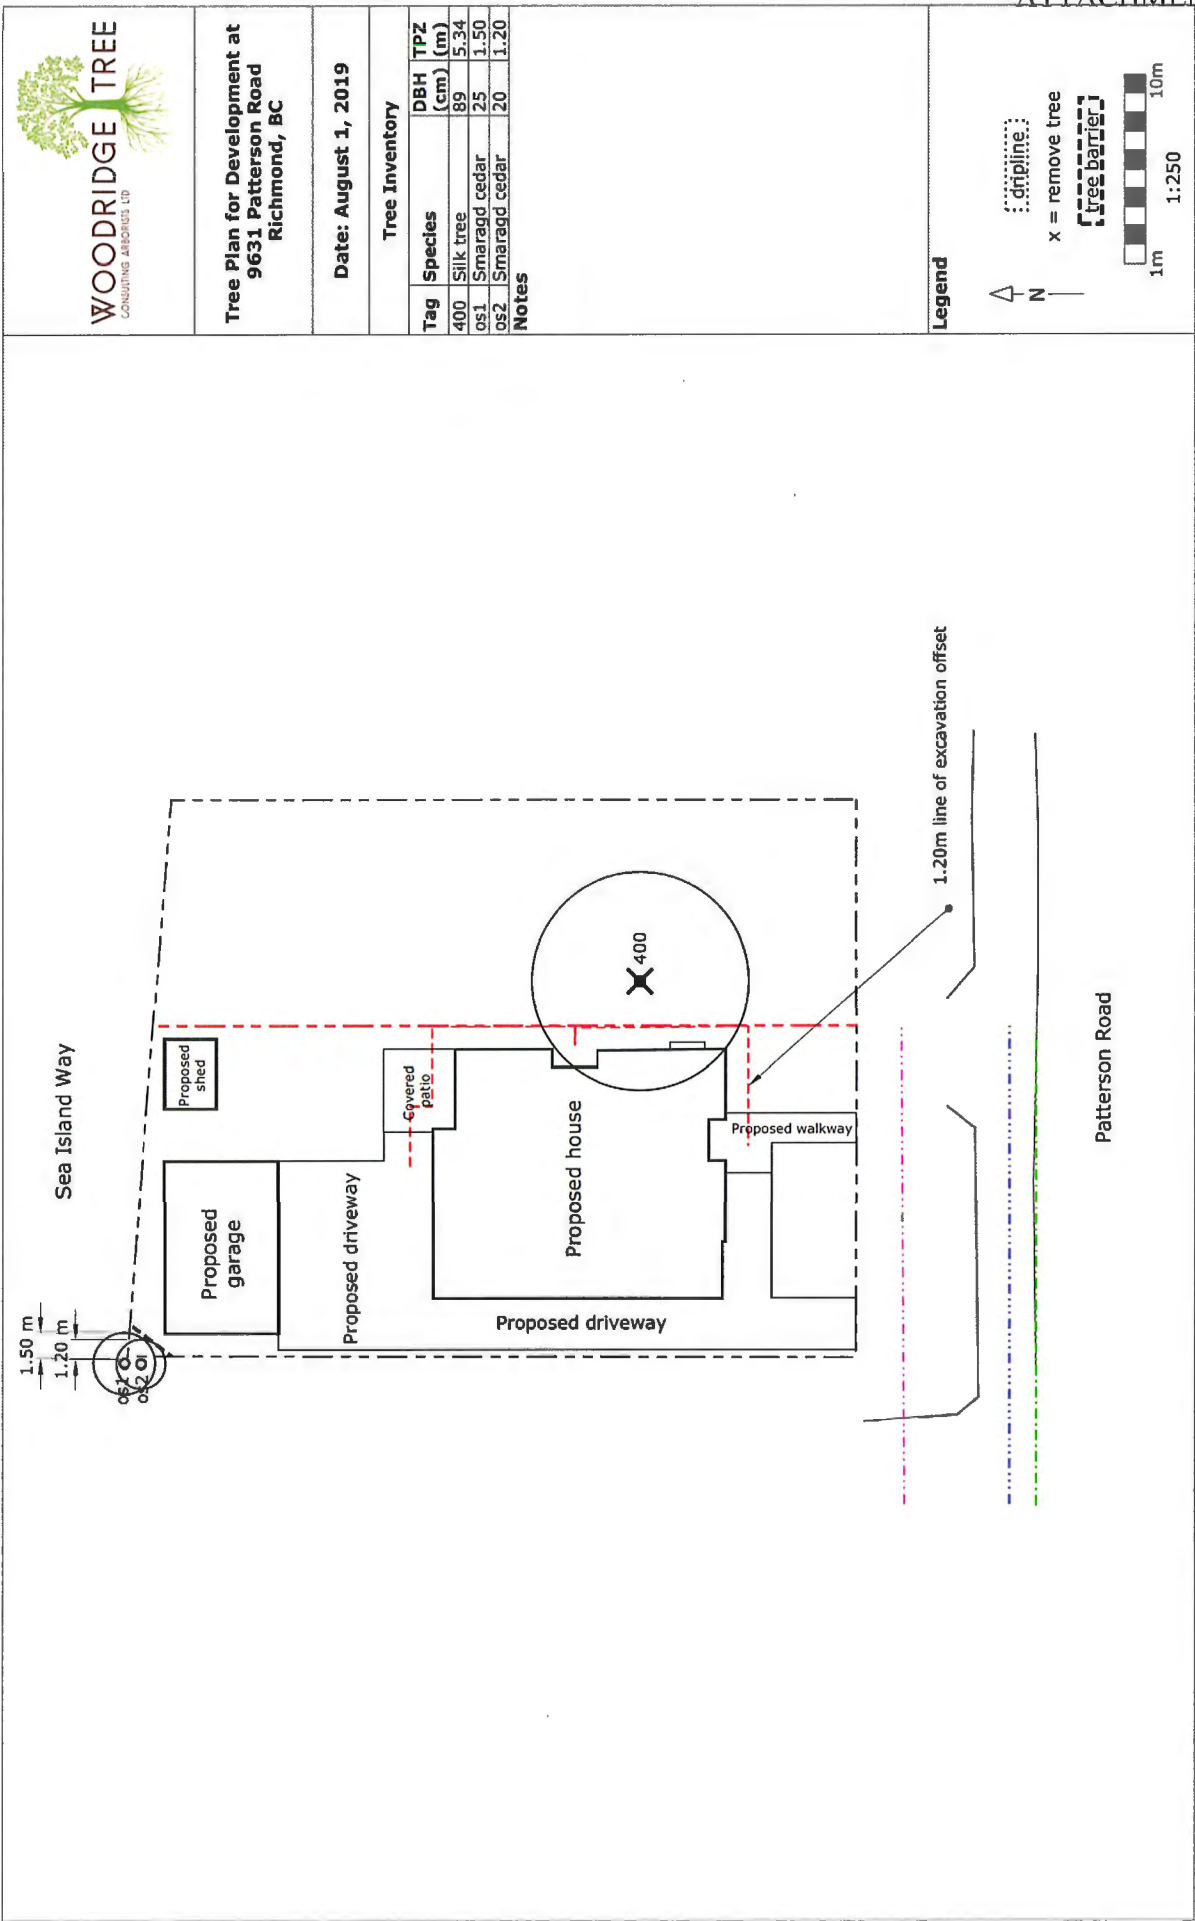 ATTACHME
WOODRIDGE TREE
CONSULTING ARBORISTS LTD
Tree Plan for Development at
9631 Patterson Road
Richmond, BC
Date: August 1, 2019
Tree Inventory
Tag Species DBH (cm) TPZ (m)
400 Silk tree 89 5.34
os1 Smaragd cedar 25 1.50
os2 Smaragd cedar 20 1.20
Notes
Legend
N
dripline
x = remove tree
tree barrier
1m 10m
1:250
Sea Island Way
1.50 m
1.20 m
os1
os2
Proposed
garage
Proposed
shed
Proposed driveway
Covered
patio
Proposed house
400
Proposed driveway
Proposed walkway
1.20m line of excavation offset
Patterson Road